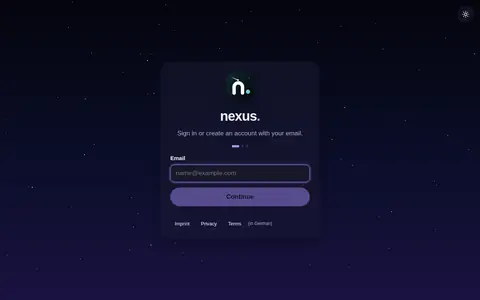 n.
nexus.
Sign in or create an account with your email.
Email
name@example.com
Continue
Imprint Privacy Terms (in German)